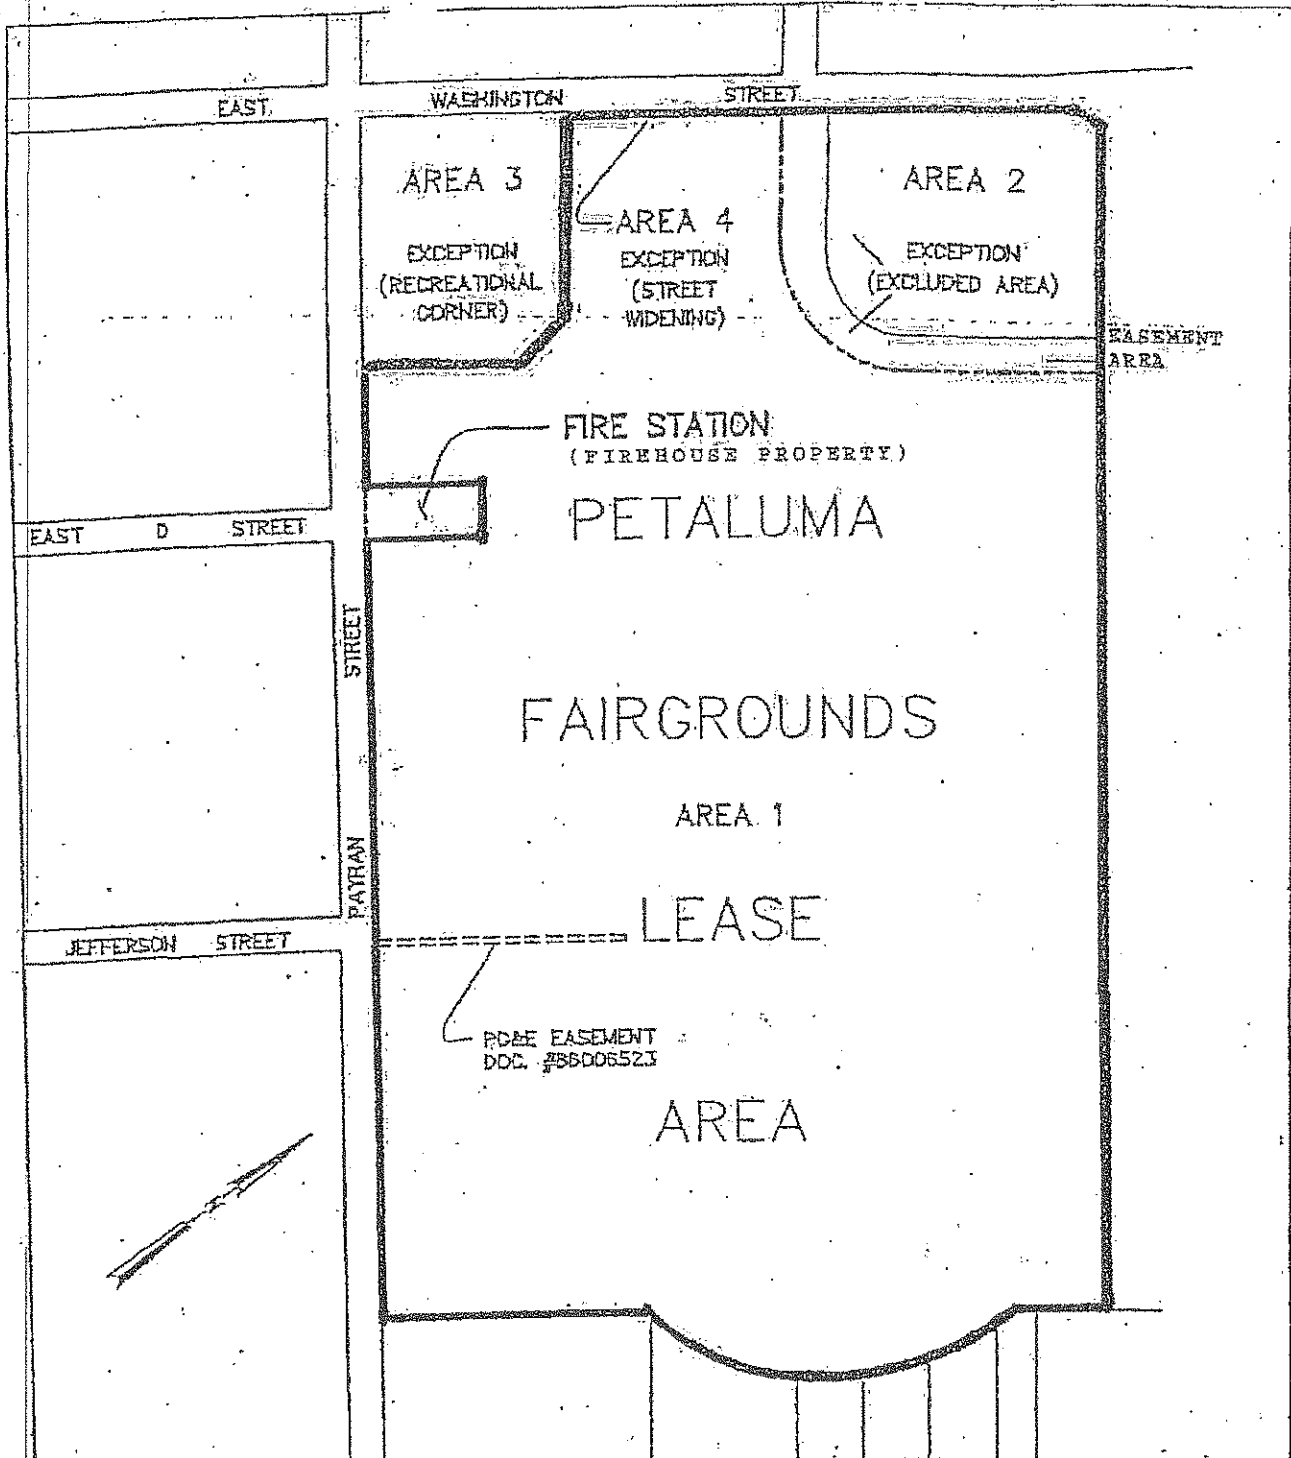 EAST WASHINGTON STREET
AREA 3
EXCEPTION
(RECREATIONAL
CORNER)
AREA 4
EXCEPTION
(STREET
WIDENING)
AREA 2
EXCEPTION
(EXCLUDED AREA)
EASEMENT
AREA
FIRE STATION
(FIREHOUSE PROPERTY)
EAST D STREET
PETALUMA
FAIRGROUNDS
AREA 1
LEASE
AREA
PAYRAN STREET
JEFFERSON STREET
PG&E EASEMENT
DOC. #86006523